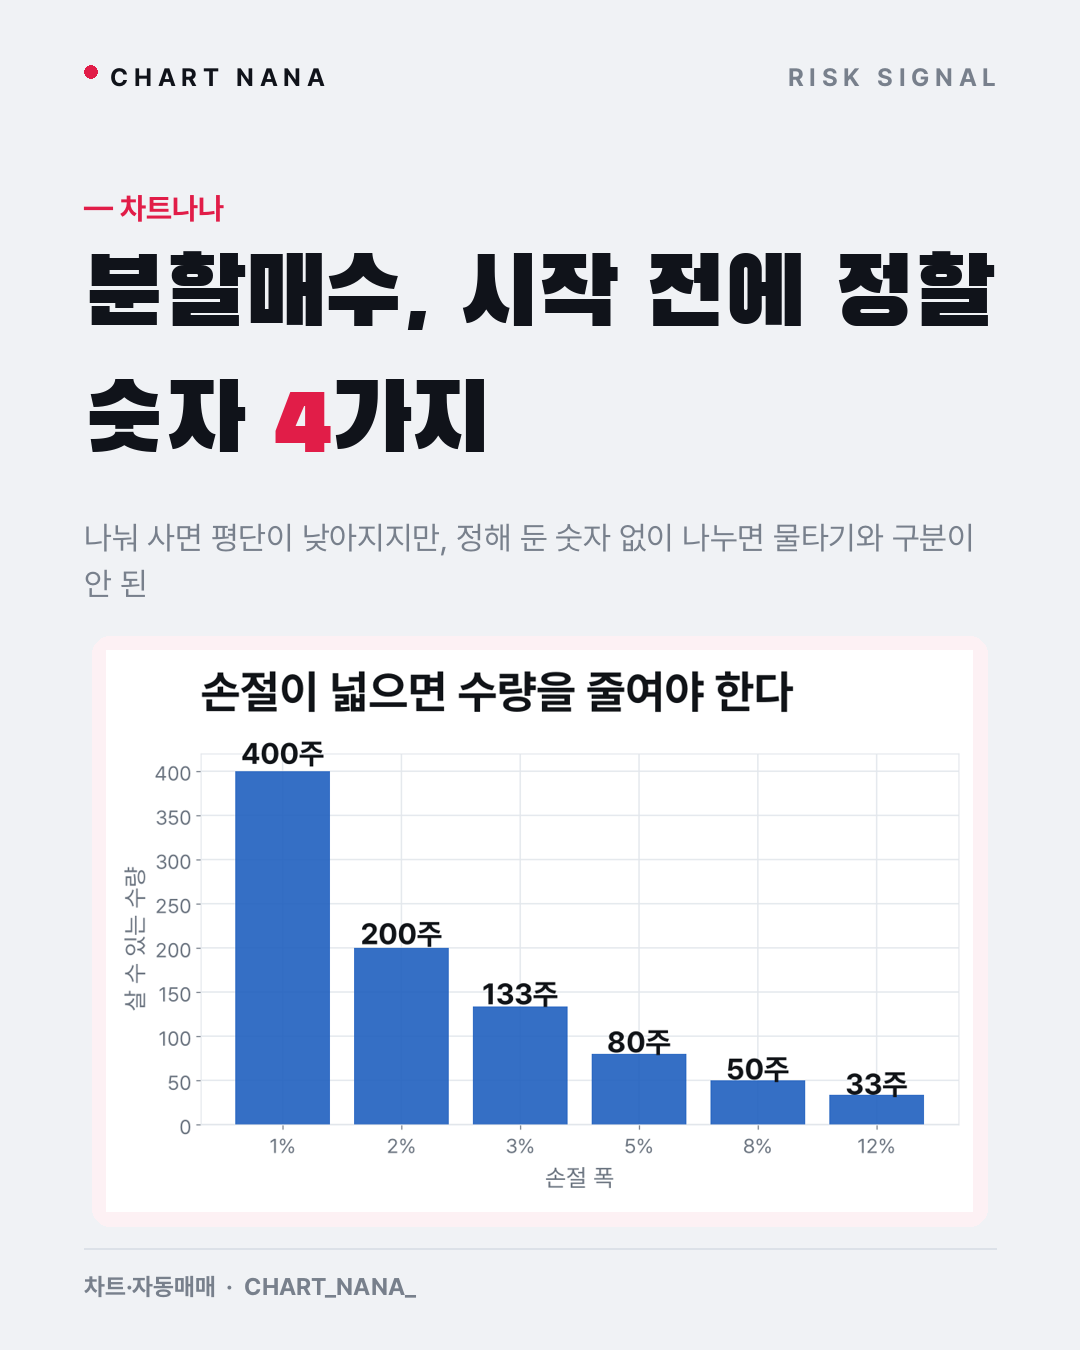 CHART NANA
RISK SIGNAL
— 차트나나
분할매수, 시작 전에 정할
숫자 4가지
나눠 사면 평단이 낮아지지만, 정해 둔 숫자 없이 나누면 물타기와 구분이
안 된
손절이 넓으면 수량을 줄여야 한다
살 수 있는 수량
400
350
300
250
200
150
100
50
0
400주
200주
133주
80주
50주
33주
1%
2%
3%
5%
8%
12%
손절 폭
차트·자동매매 · CHART_NANA_